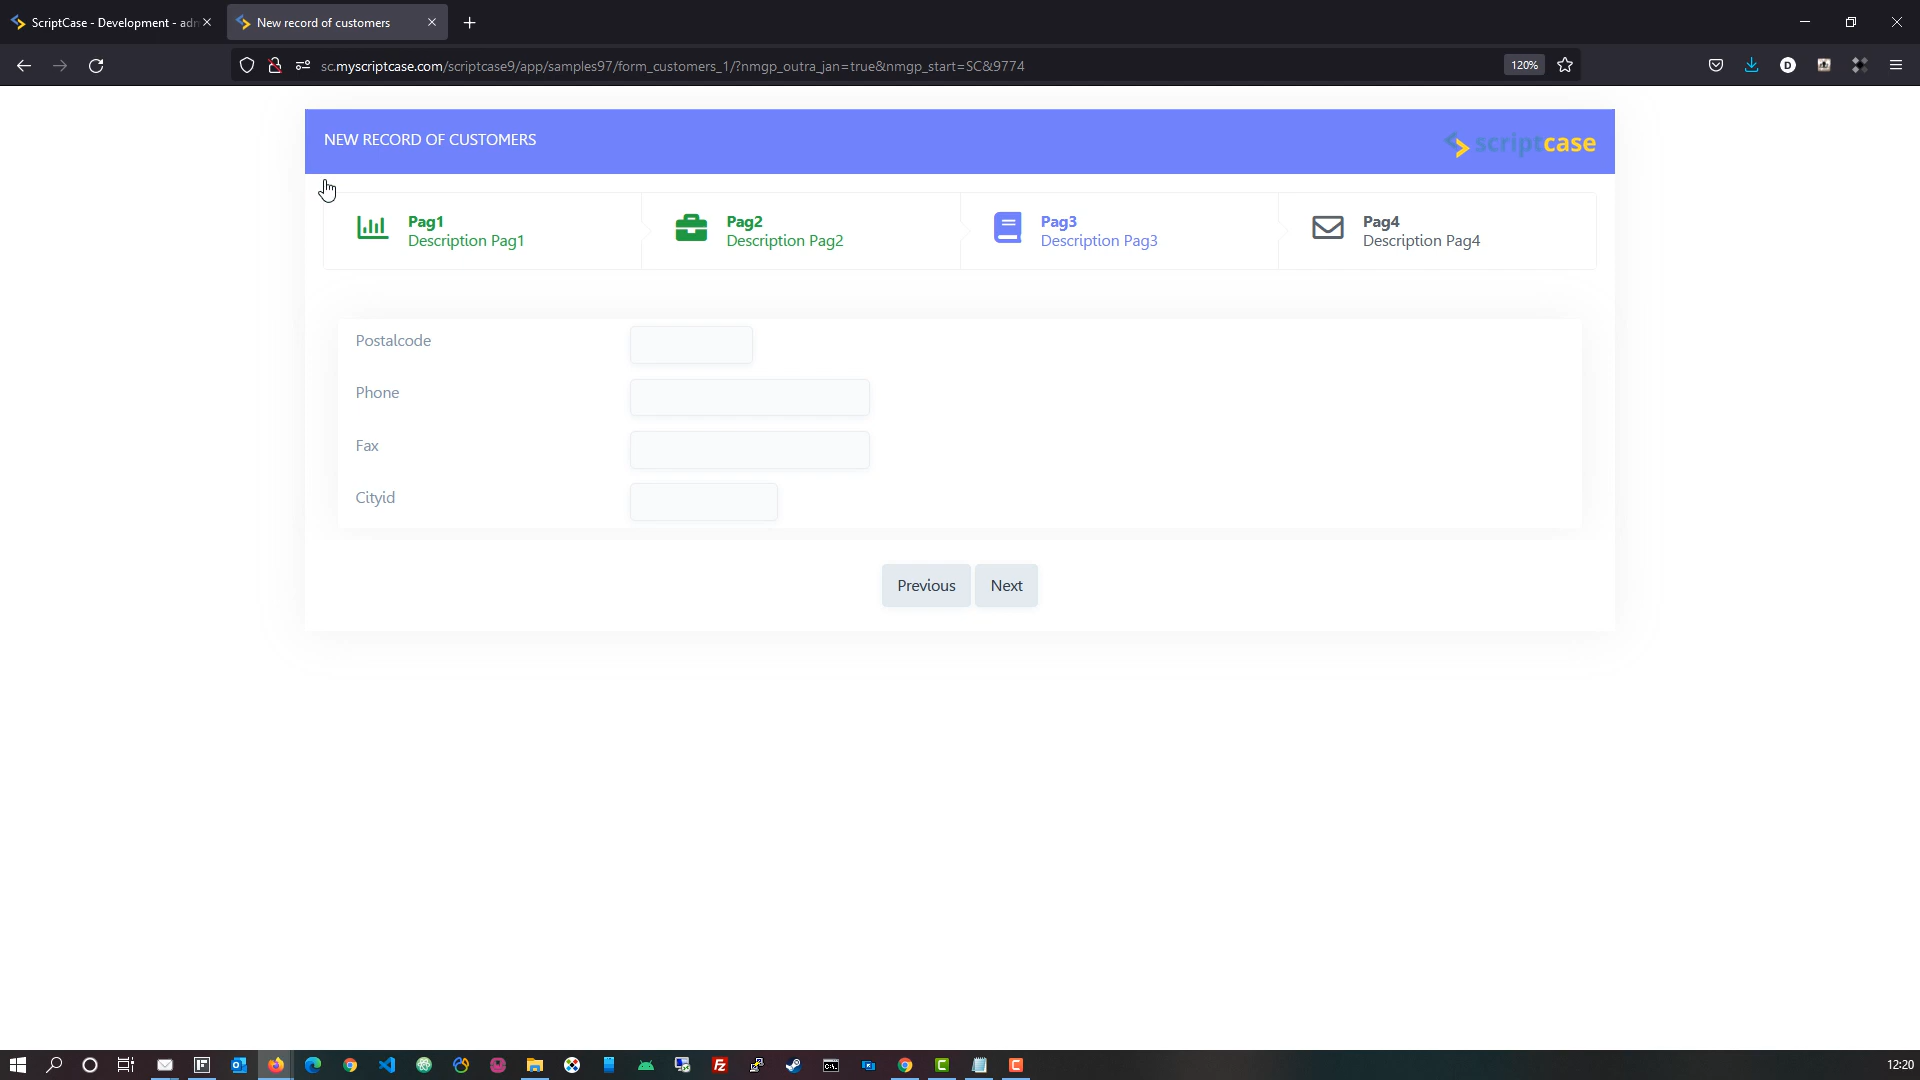 ScriptCase - Development - adm
New record of customers
sc.myscriptcase.com/scriptcase9/app/samples97/form_customers_1/?nmgp_outra_jan=true&nmgp_start=SC&9774
120%
NEW RECORD OF CUSTOMERS
scriptcase
Pag1
Description Pag1
Pag2
Description Pag2
Pag3
Description Pag3
Pag4
Description Pag4
Postalcode
Phone
Fax
Cityid
Previous
Next
12:20